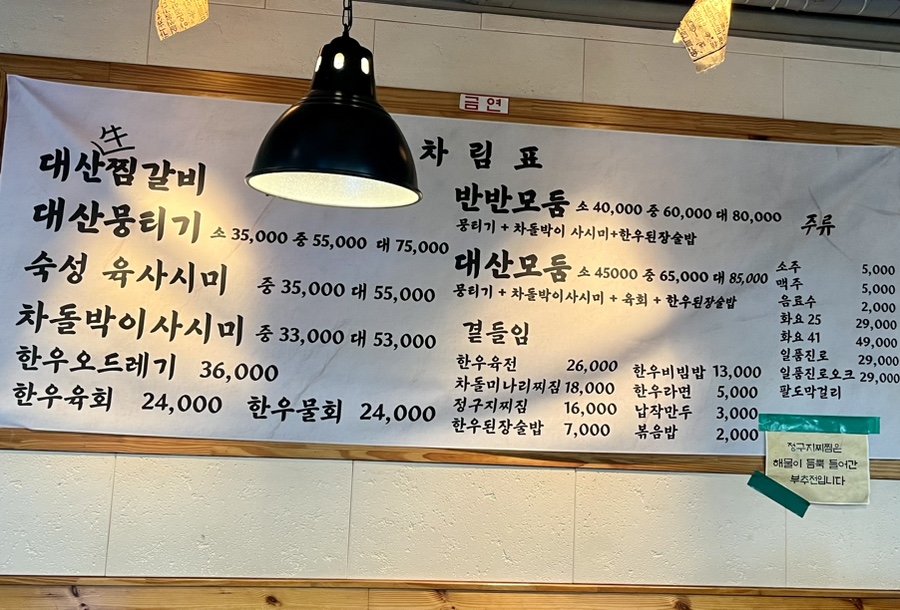 금연
차림표
牛
대산찜갈비
대산뭉티기 소 35,000 중 55,000 대 75,000
숙성 육사시미 중 35,000 대 55,000
차돌박이사시미 중 33,000 대 53,000
한우오드레기 36,000
한우육회 24,000 한우물회 24,000
반반모둠 소 40,000 중 60,000 대 80,000
뭉티기 + 차돌박이 사시미+한우된장술밥
대산모둠 소 45000 중 65,000 대 85,000
뭉티기 + 차돌박이사시미 + 육회 + 한우된장술밥
곁들임
한우육전 26,000
차돌미나리찌짐 18,000
정구지찌짐 16,000
한우된장술밥 7,000
한우비빔밥 13,000
한우라면 5,000
납작만두 3,000
볶음밥 2,000
주류
소주 5,000
맥주 5,000
음료수 2,000
화요 25 29,000
화요 41 49,000
일품진로 29,000
일품진로오크 29,000
팔도막걸리
정구지찌짐은
해물이 듬뿍 들어간
부추전입니다